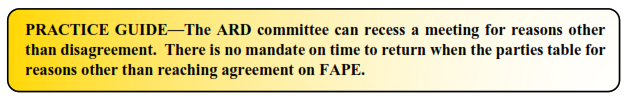 PRACTICE GUIDE—The ARD committee can recess a meeting for reasons other
than disagreement.  There is no mandate on time to return when the parties table for
reasons other than reaching agreement on FAPE.